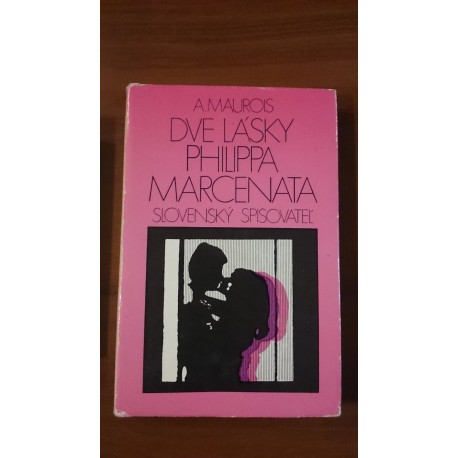 A. MAUROIS
DVE LÁSKY
PHILIPPA
MARCENATA
SLOVENSKÝ SPISOVATEĽ